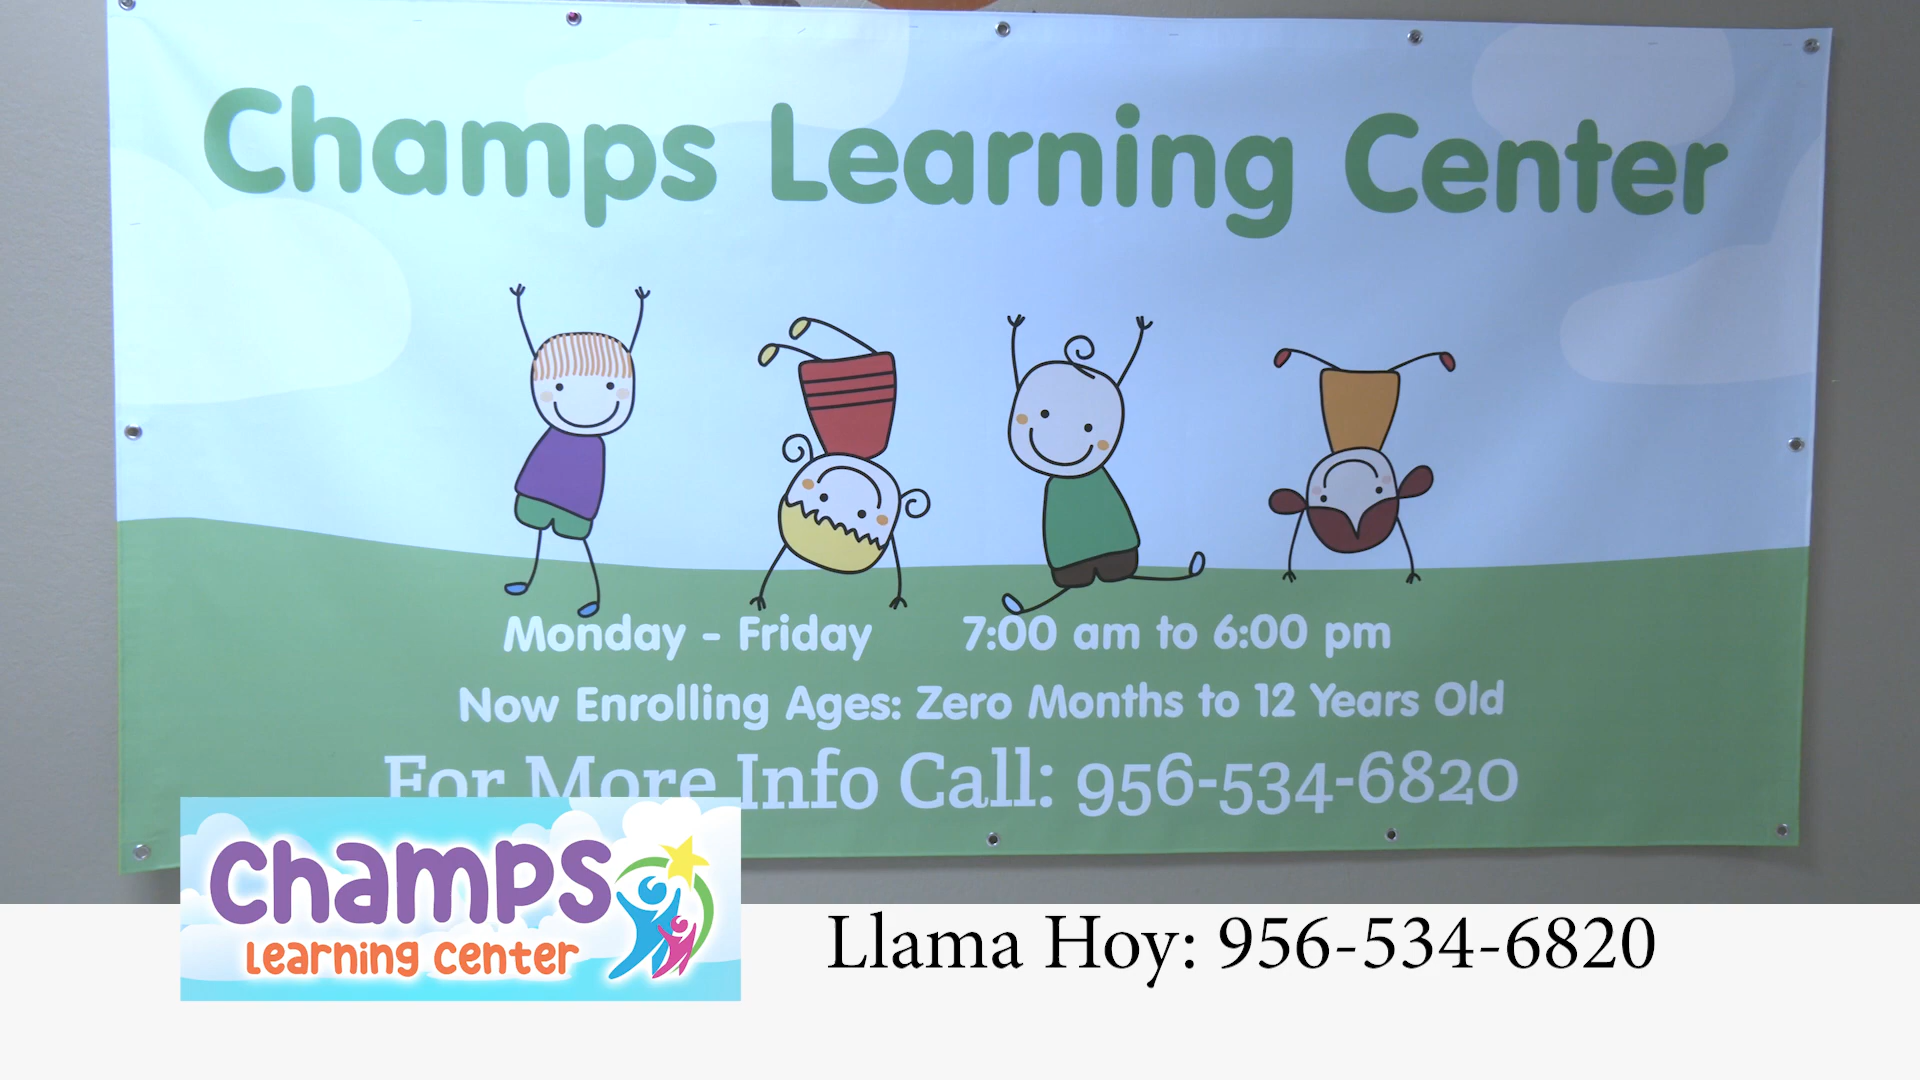 Champs Learning Center
Monday - Friday 7:00 am to 6:00 pm
Now Enrolling Ages: Zero Months to 12 Years Old
For More Info Call: 956-534-6820
champs
Learning center
Llama Hoy: 956-534-6820